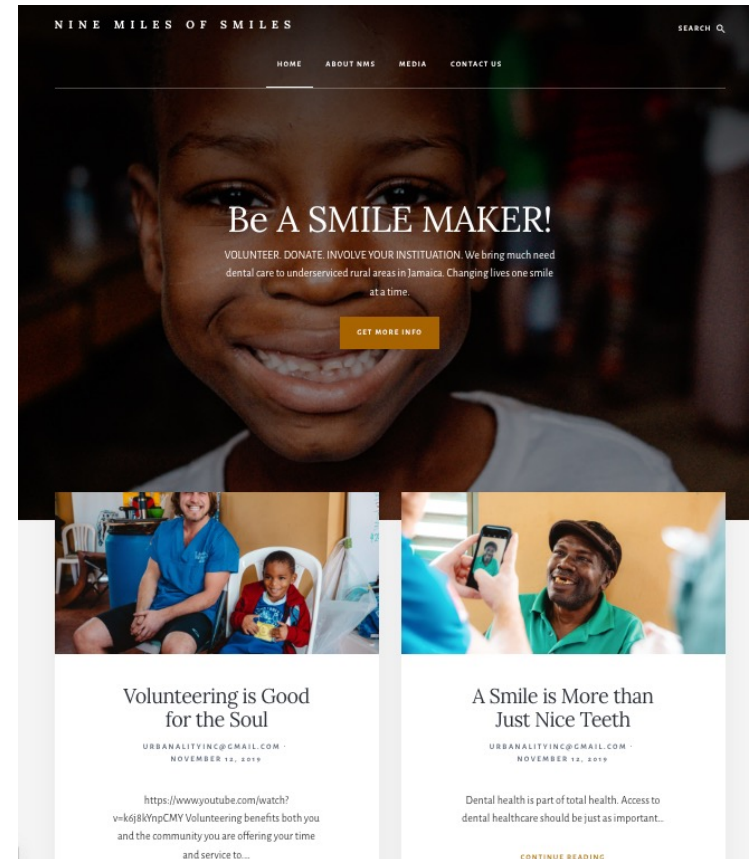 NINE MILES OF SMILES
SEARCH
HOME ABOUT NMS MEDIA CONTACT US
Be A SMILE MAKER!
VOLUNTEER. DONATE. INVOLVE YOUR INSTITUATION. We bring much need
dental care to underserviced rural areas in Jamaica. Changing lives one smile
at a time.
GET MORE INFO
Volunteering is Good
for the Soul
URBANALITYINC@GMAIL.COM ·
NOVEMBER 12, 2019
https://www.youtube.com/watch?
v=k6j8kYnpCMY Volunteering benefits both you
and the community you are offering your time
and service to....
A Smile is More than
Just Nice Teeth
URBANALITYINC@GMAIL.COM ·
NOVEMBER 12, 2019
Dental health is part of total health. Access to
dental healthcare should be just as important...
CONTINUE READING